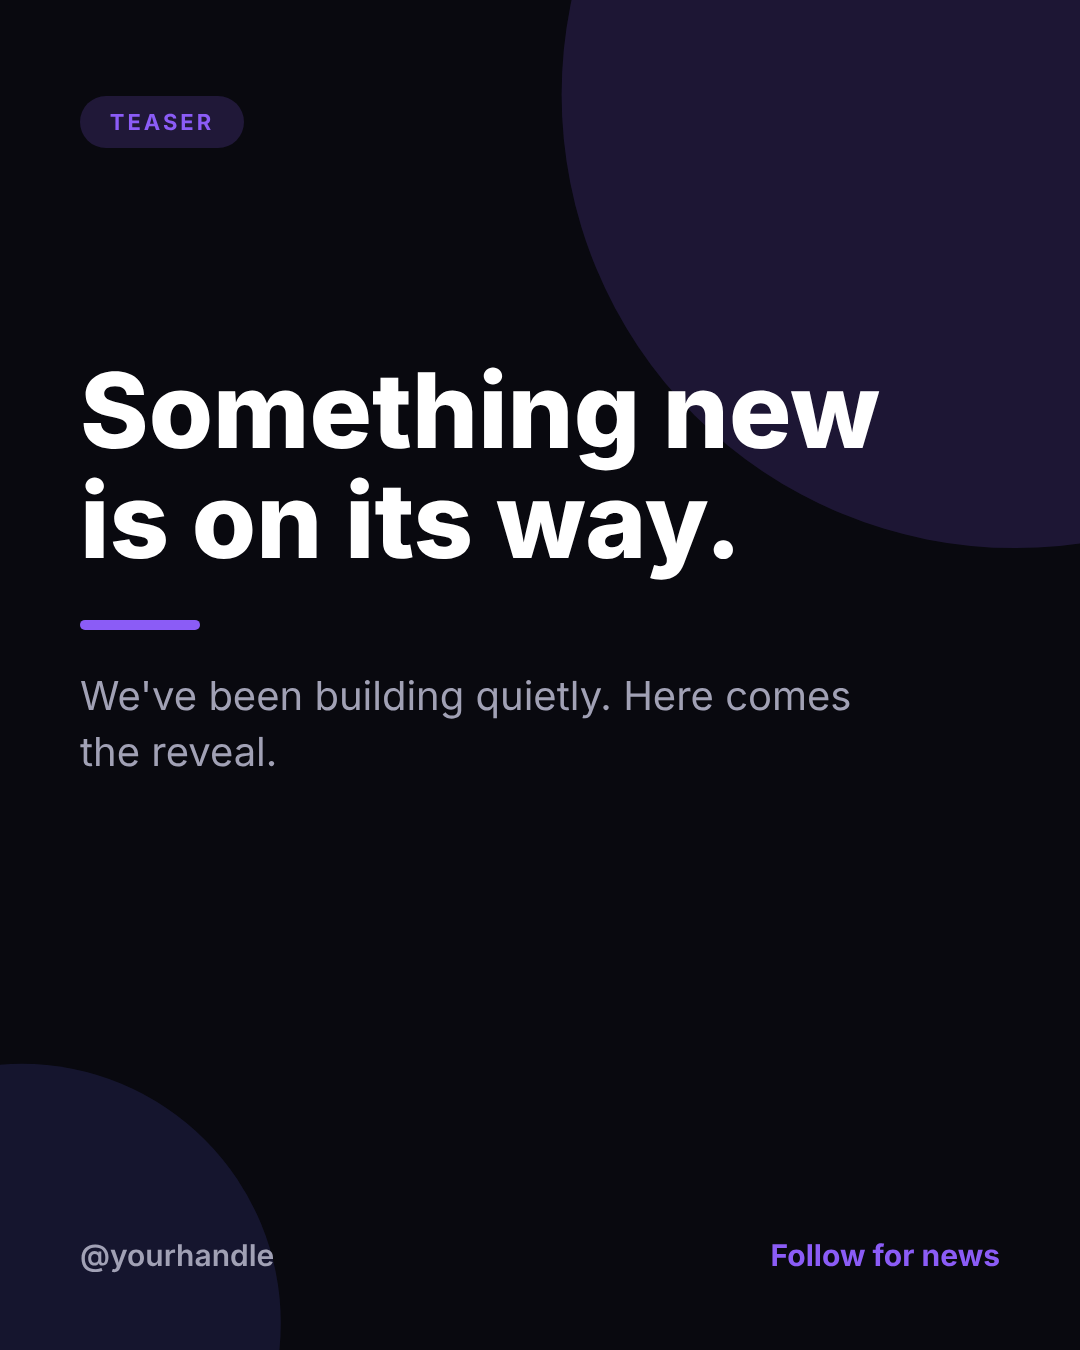 TEASER
Something new
is on its way.
We've been building quietly. Here comes
the reveal.
@yourhandle
Follow for news